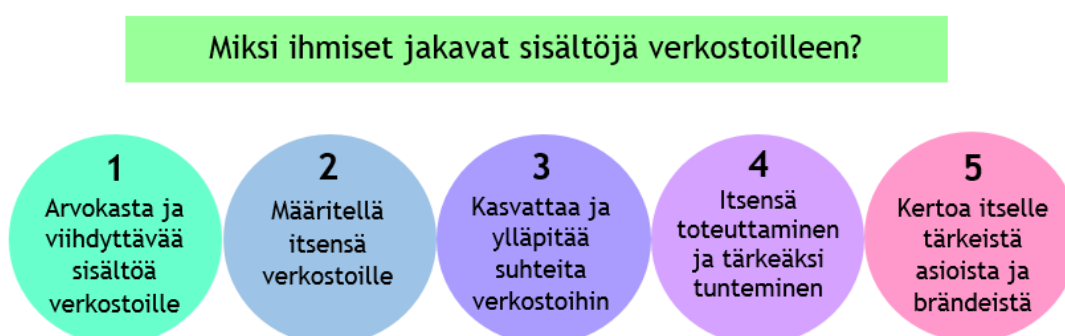 Miksi ihmiset jakavat sisältöjä verkostoilleen?
1
Arvokasta ja
viihdyttävää
sisältöä
verkostoille
2
Määritellä
itsensä
verkostoille
3
Kasvattaa ja
ylläpitää
suhteita
verkostoihin
4
Itsensä
toteuttaminen
ja tärkeäksi
tunteminen
5
Kertoa itselle
tärkeistä
asioista ja
brändeistä